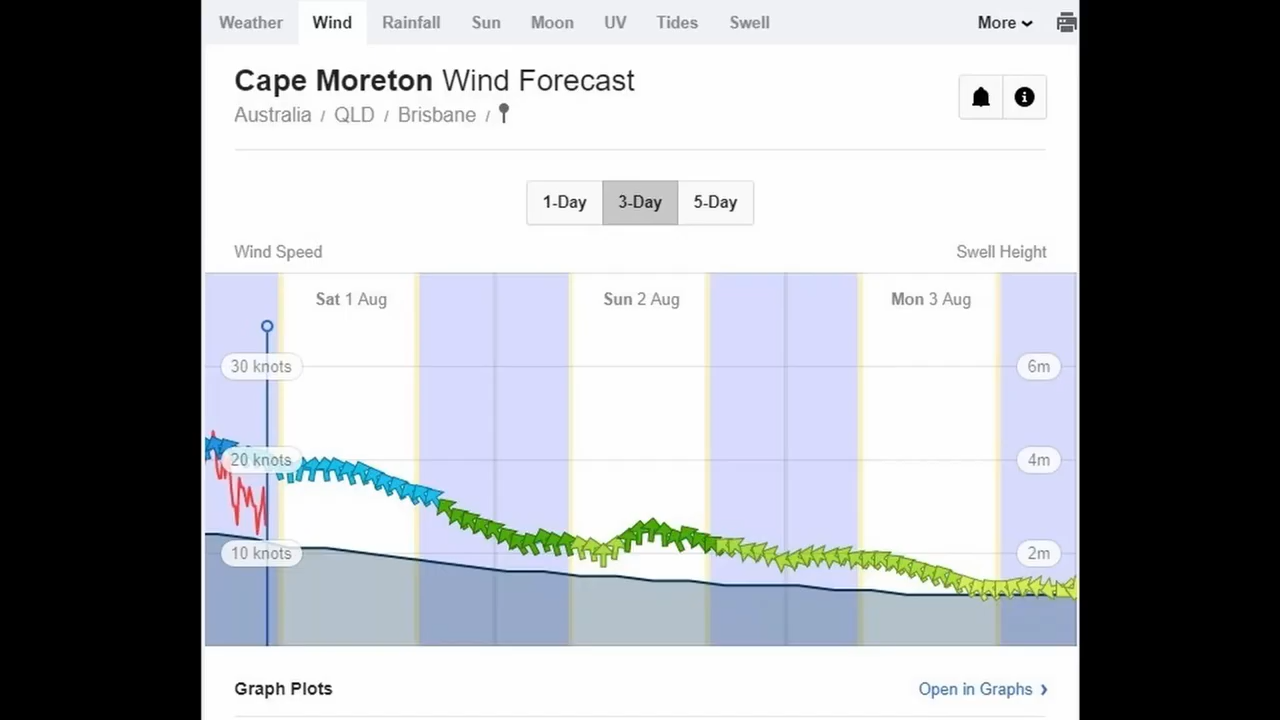 Weather Wind Rainfall Sun Moon UV Tides Swell More
Cape Moreton Wind Forecast
Australia / QLD / Brisbane /
1-Day 3-Day 5-Day
Wind Speed Swell Height
Sat 1 Aug Sun 2 Aug Mon 3 Aug
30 knots 6m
20 knots 4m
10 knots 2m
Graph Plots Open in Graphs